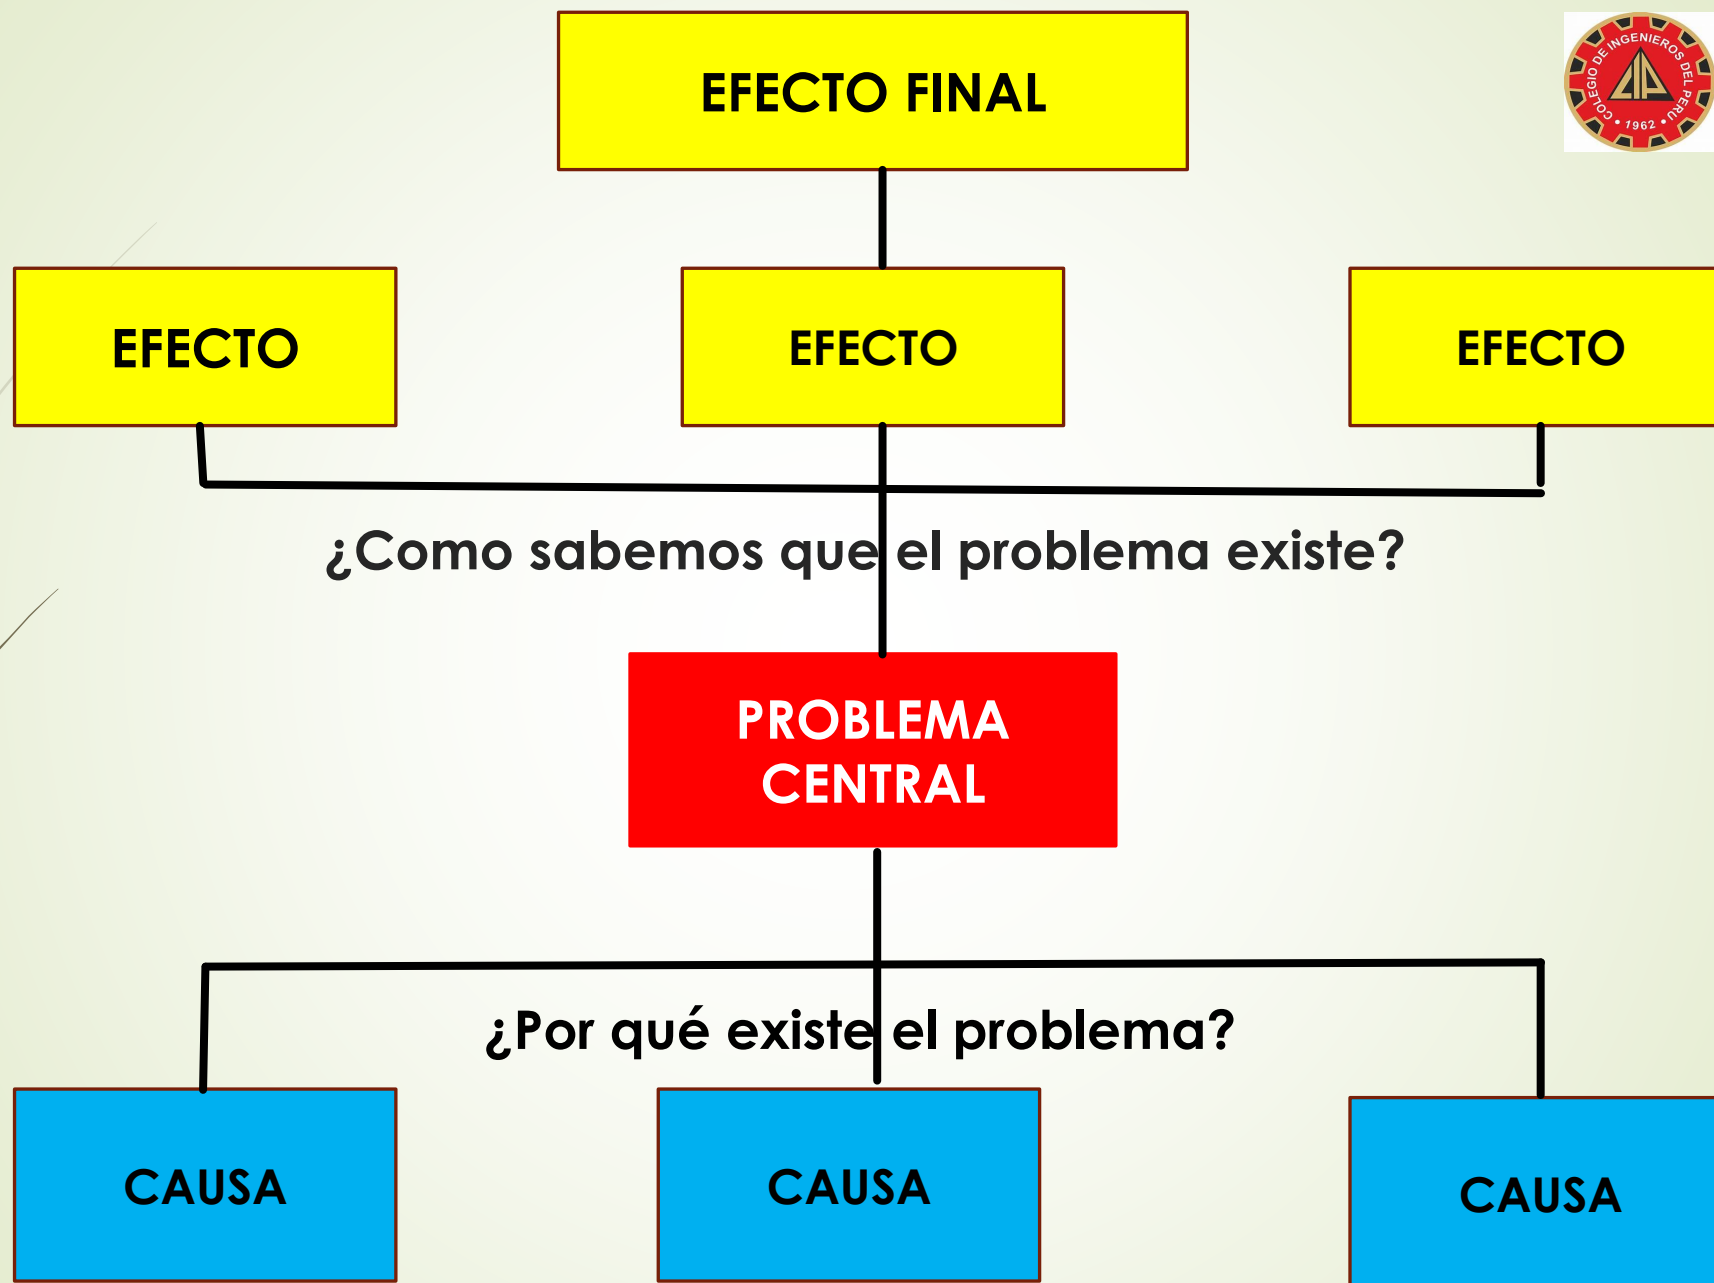 EFECTO FINAL
COLEGIO DE INGENIEROS DEL PERU
• 1962 •
EFECTO
EFECTO
EFECTO
¿Como sabemos que el problema existe?
PROBLEMA
CENTRAL
¿Por qué existe el problema?
CAUSA
CAUSA
CAUSA